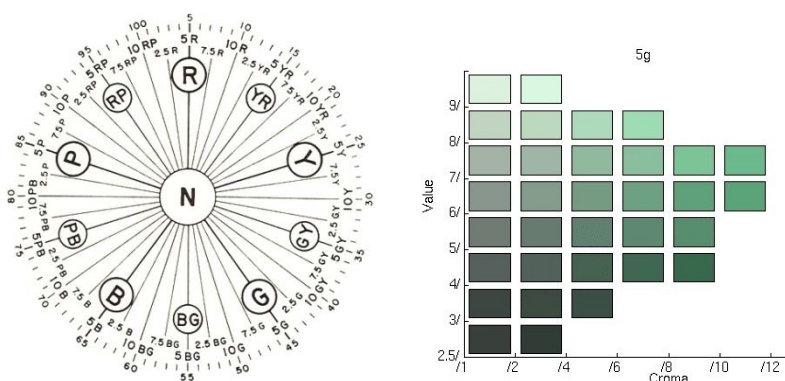 5
10
15
20
25
30
35
40
45
50
55
60
65
70
75
80
85
90
95
100
5R
7.5R
10R
2.5YR
5YR
7.5YR
10YR
2.5Y
5Y
7.5Y
10Y
2.5GY
5GY
7.5GY
10GY
2.5G
5G
7.5G
10G
2.5BG
5BG
7.5BG
10BG
2.5B
5B
7.5B
10B
2.5PB
5PB
7.5PB
10PB
2.5P
5P
7.5P
10P
2.5RP
5RP
7.5RP
10RP
2.5R
R
YR
Y
GY
G
BG
B
PB
P
RP
N
5g
Value
9/
8/
7/
6/
5/
4/
3/
2.5/
/1 /2 /4 /6 /8 /10 /12
Croma